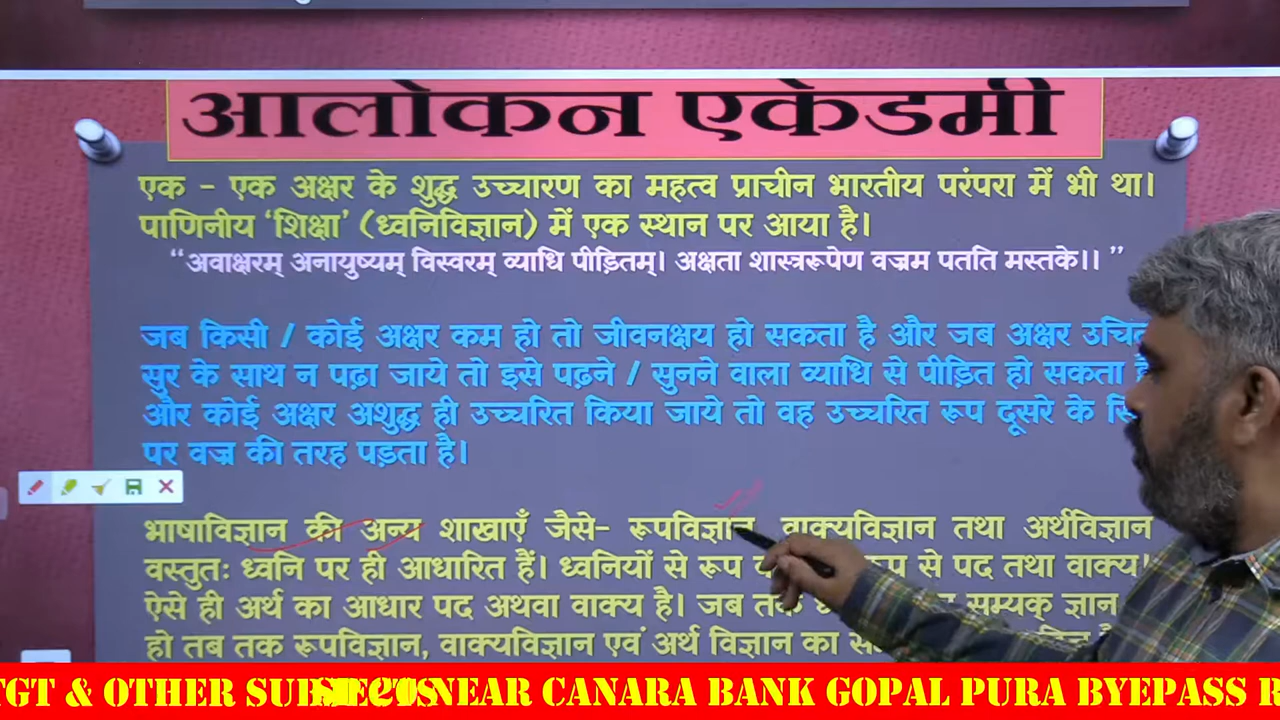 आलोकन एकेडमी
एक - एक अक्षर के शुद्ध उच्चारण का महत्व प्राचीन भारतीय परंपरा में भी था।
पाणिनीय ‘शिक्षा’ (ध्वनिविज्ञान) में एक स्थान पर आया है।
“अवाक्षरम् अनायुष्यम् विस्वरम् व्याधि पीड़ितम्। अक्षता शास्त्ररूपेण वज्रम पतति मस्तके।। ”
जब किसी / कोई अक्षर कम हो तो जीवनक्षय हो सकता है और जब अक्षर
सुर के साथ न पढ़ा जाये तो इसे पढ़ने / सुनने वाला व्याधि से पीड़ित हो सकता
और कोई अक्षर अशुद्ध ही उच्चरित किया जाये तो वह उच्चरित रूप दूसरे के
पर वज्र की तरह पड़ता है।
भाषाविज्ञान की अन्य शाखाएँ जैसे- रूपविज्ञान, वाक्यविज्ञान तथा अर्थविज्ञान
वस्तुतः ध्वनि पर ही आधारित हैं। ध्वनियों से रूप रूप से पद तथा वाक्य।
ऐसे ही अर्थ का आधार पद अथवा वाक्य है। जब तक सम्यक् ज्ञान
हो तब तक रूपविज्ञान, वाक्यविज्ञान एवं अर्थ विज्ञान का
TGT & OTHER SUBJECTS NEAR CANARA BANK GOPAL PURA BYEPASS